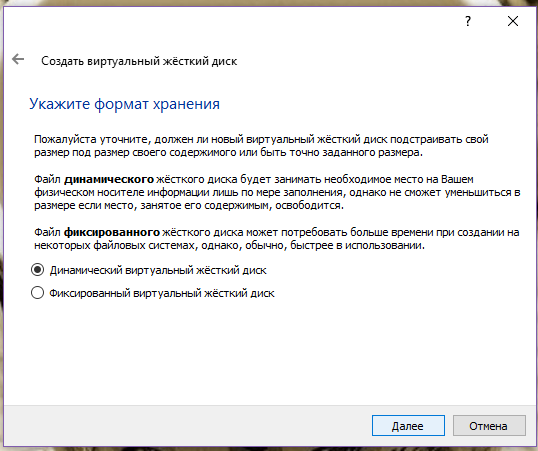 ?
Создать виртуальный жёсткий диск
Укажите формат хранения
Пожалуйста уточните, должен ли новый виртуальный жёсткий диск подстраивать свой
размер под размер своего содержимого или быть точно заданного размера.
Файл динамического жёсткого диска будет занимать необходимое место на Вашем
физическом носителе информации лишь по мере заполнения, однако не сможет уменьшиться в
размере если место, занятое его содержимым, освободится.
Файл фиксированного жёсткого диска может потребовать больше времени при создании на
некоторых файловых системах, однако, обычно, быстрее в использовании.
Динамический виртуальный жёсткий диск
Фиксированный виртуальный жёсткий диск
Далее
Отмена